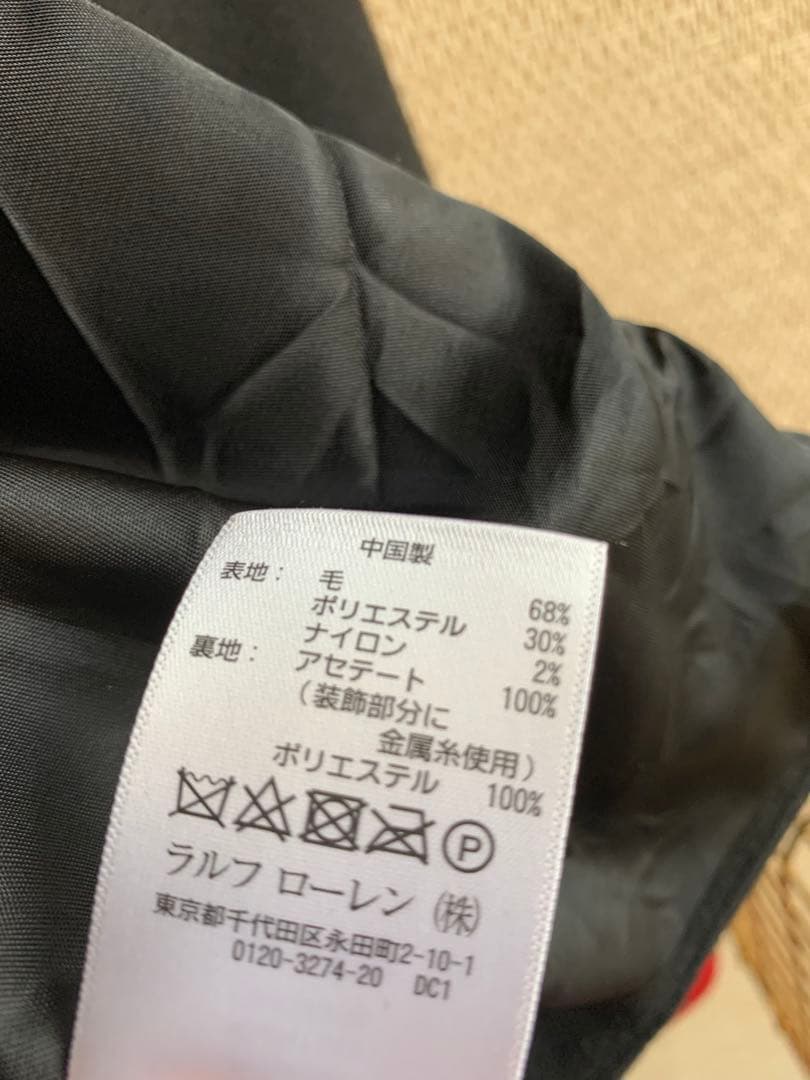 中国製
表地： 毛 68%
ポリエステル 30%
ナイロン 2%
裏地： アセテート 100%
（装飾部分に
金属糸使用）
ポリエステル 100%
P
ラルフ ローレン（株）
東京都千代田区永田町2-10-1
0120-3274-20 DC1